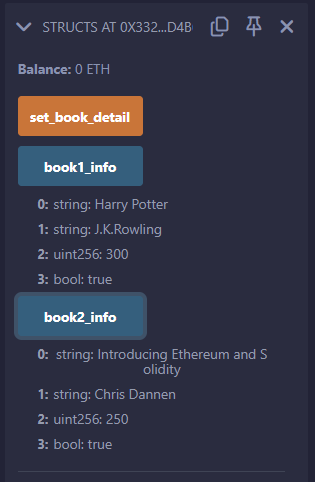 STRUCTS AT 0X332...D4B
Balance: 0 ETH
set_book_detail
book1_info
0: string: Harry Potter
1: string: J.K.Rowling
2: uint256: 300
3: bool: true
book2_info
0: string: Introducing Ethereum and S
olidity
1: string: Chris Dannen
2: uint256: 250
3: bool: true